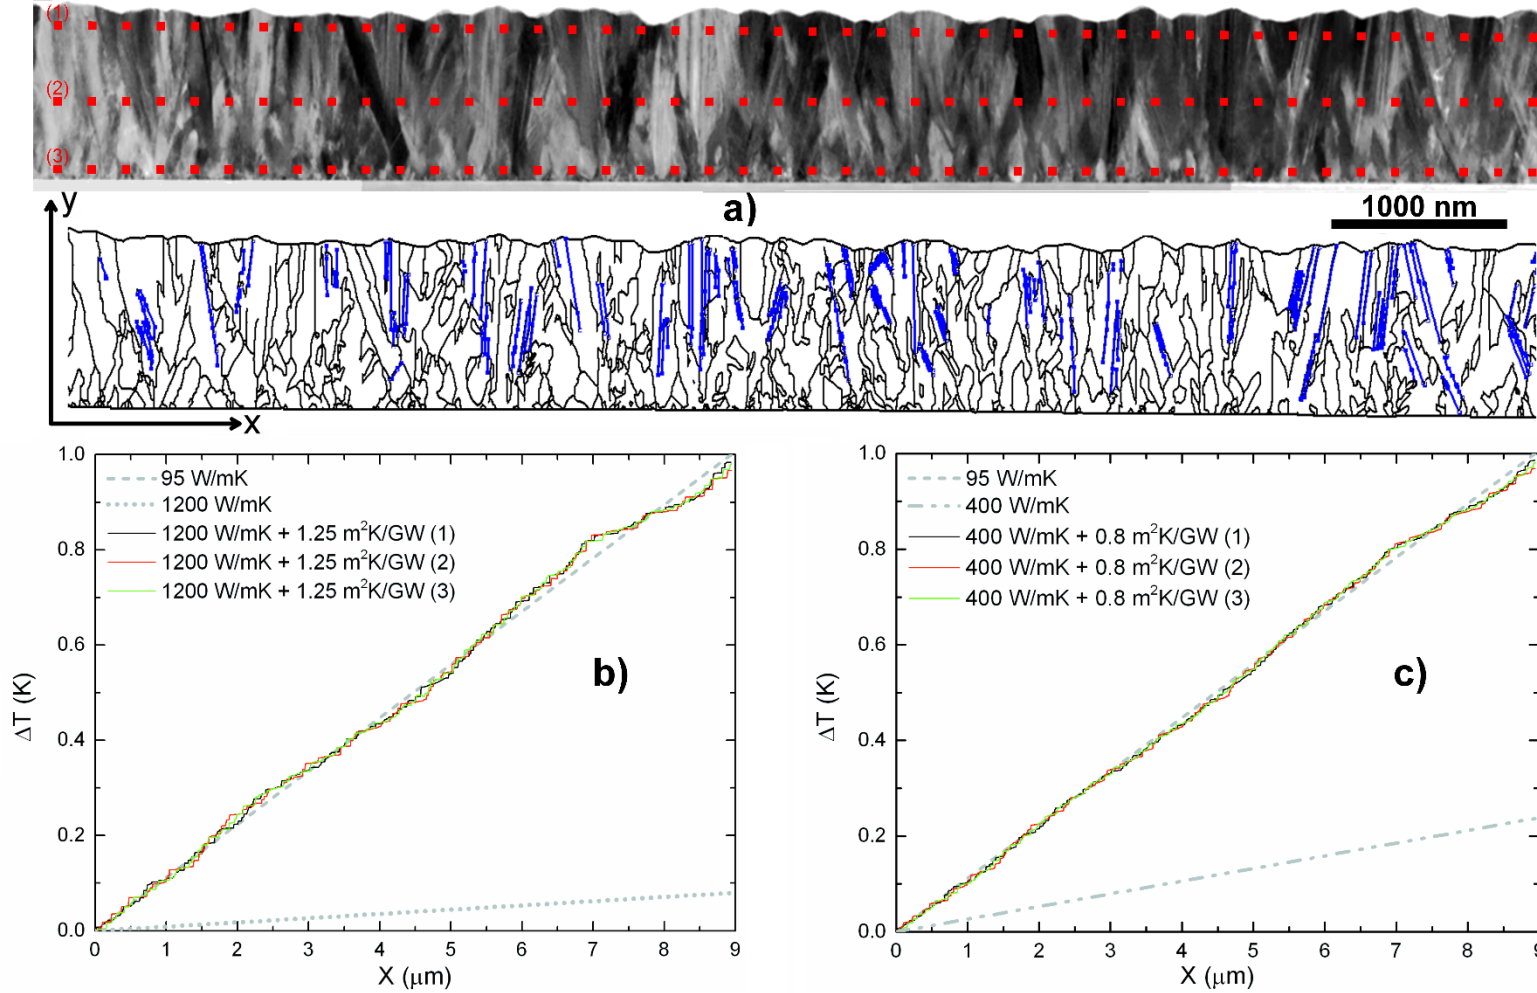 (1)
(2)
(3)
y
a)
1000 nm
x
1.0
0.8
0.6
0.4
0.2
0.0
ΔT (K)
95 W/mK
1200 W/mK
1200 W/mK + 1.25 m²K/GW (1)
1200 W/mK + 1.25 m²K/GW (2)
1200 W/mK + 1.25 m²K/GW (3)
b)
0 1 2 3 4 5 6 7 8 9
X (μm)
1.0
0.8
0.6
0.4
0.2
0.0
ΔT (K)
95 W/mK
400 W/mK
400 W/mK + 0.8 m²K/GW (1)
400 W/mK + 0.8 m²K/GW (2)
400 W/mK + 0.8 m²K/GW (3)
c)
0 1 2 3 4 5 6 7 8 9
X (μm)